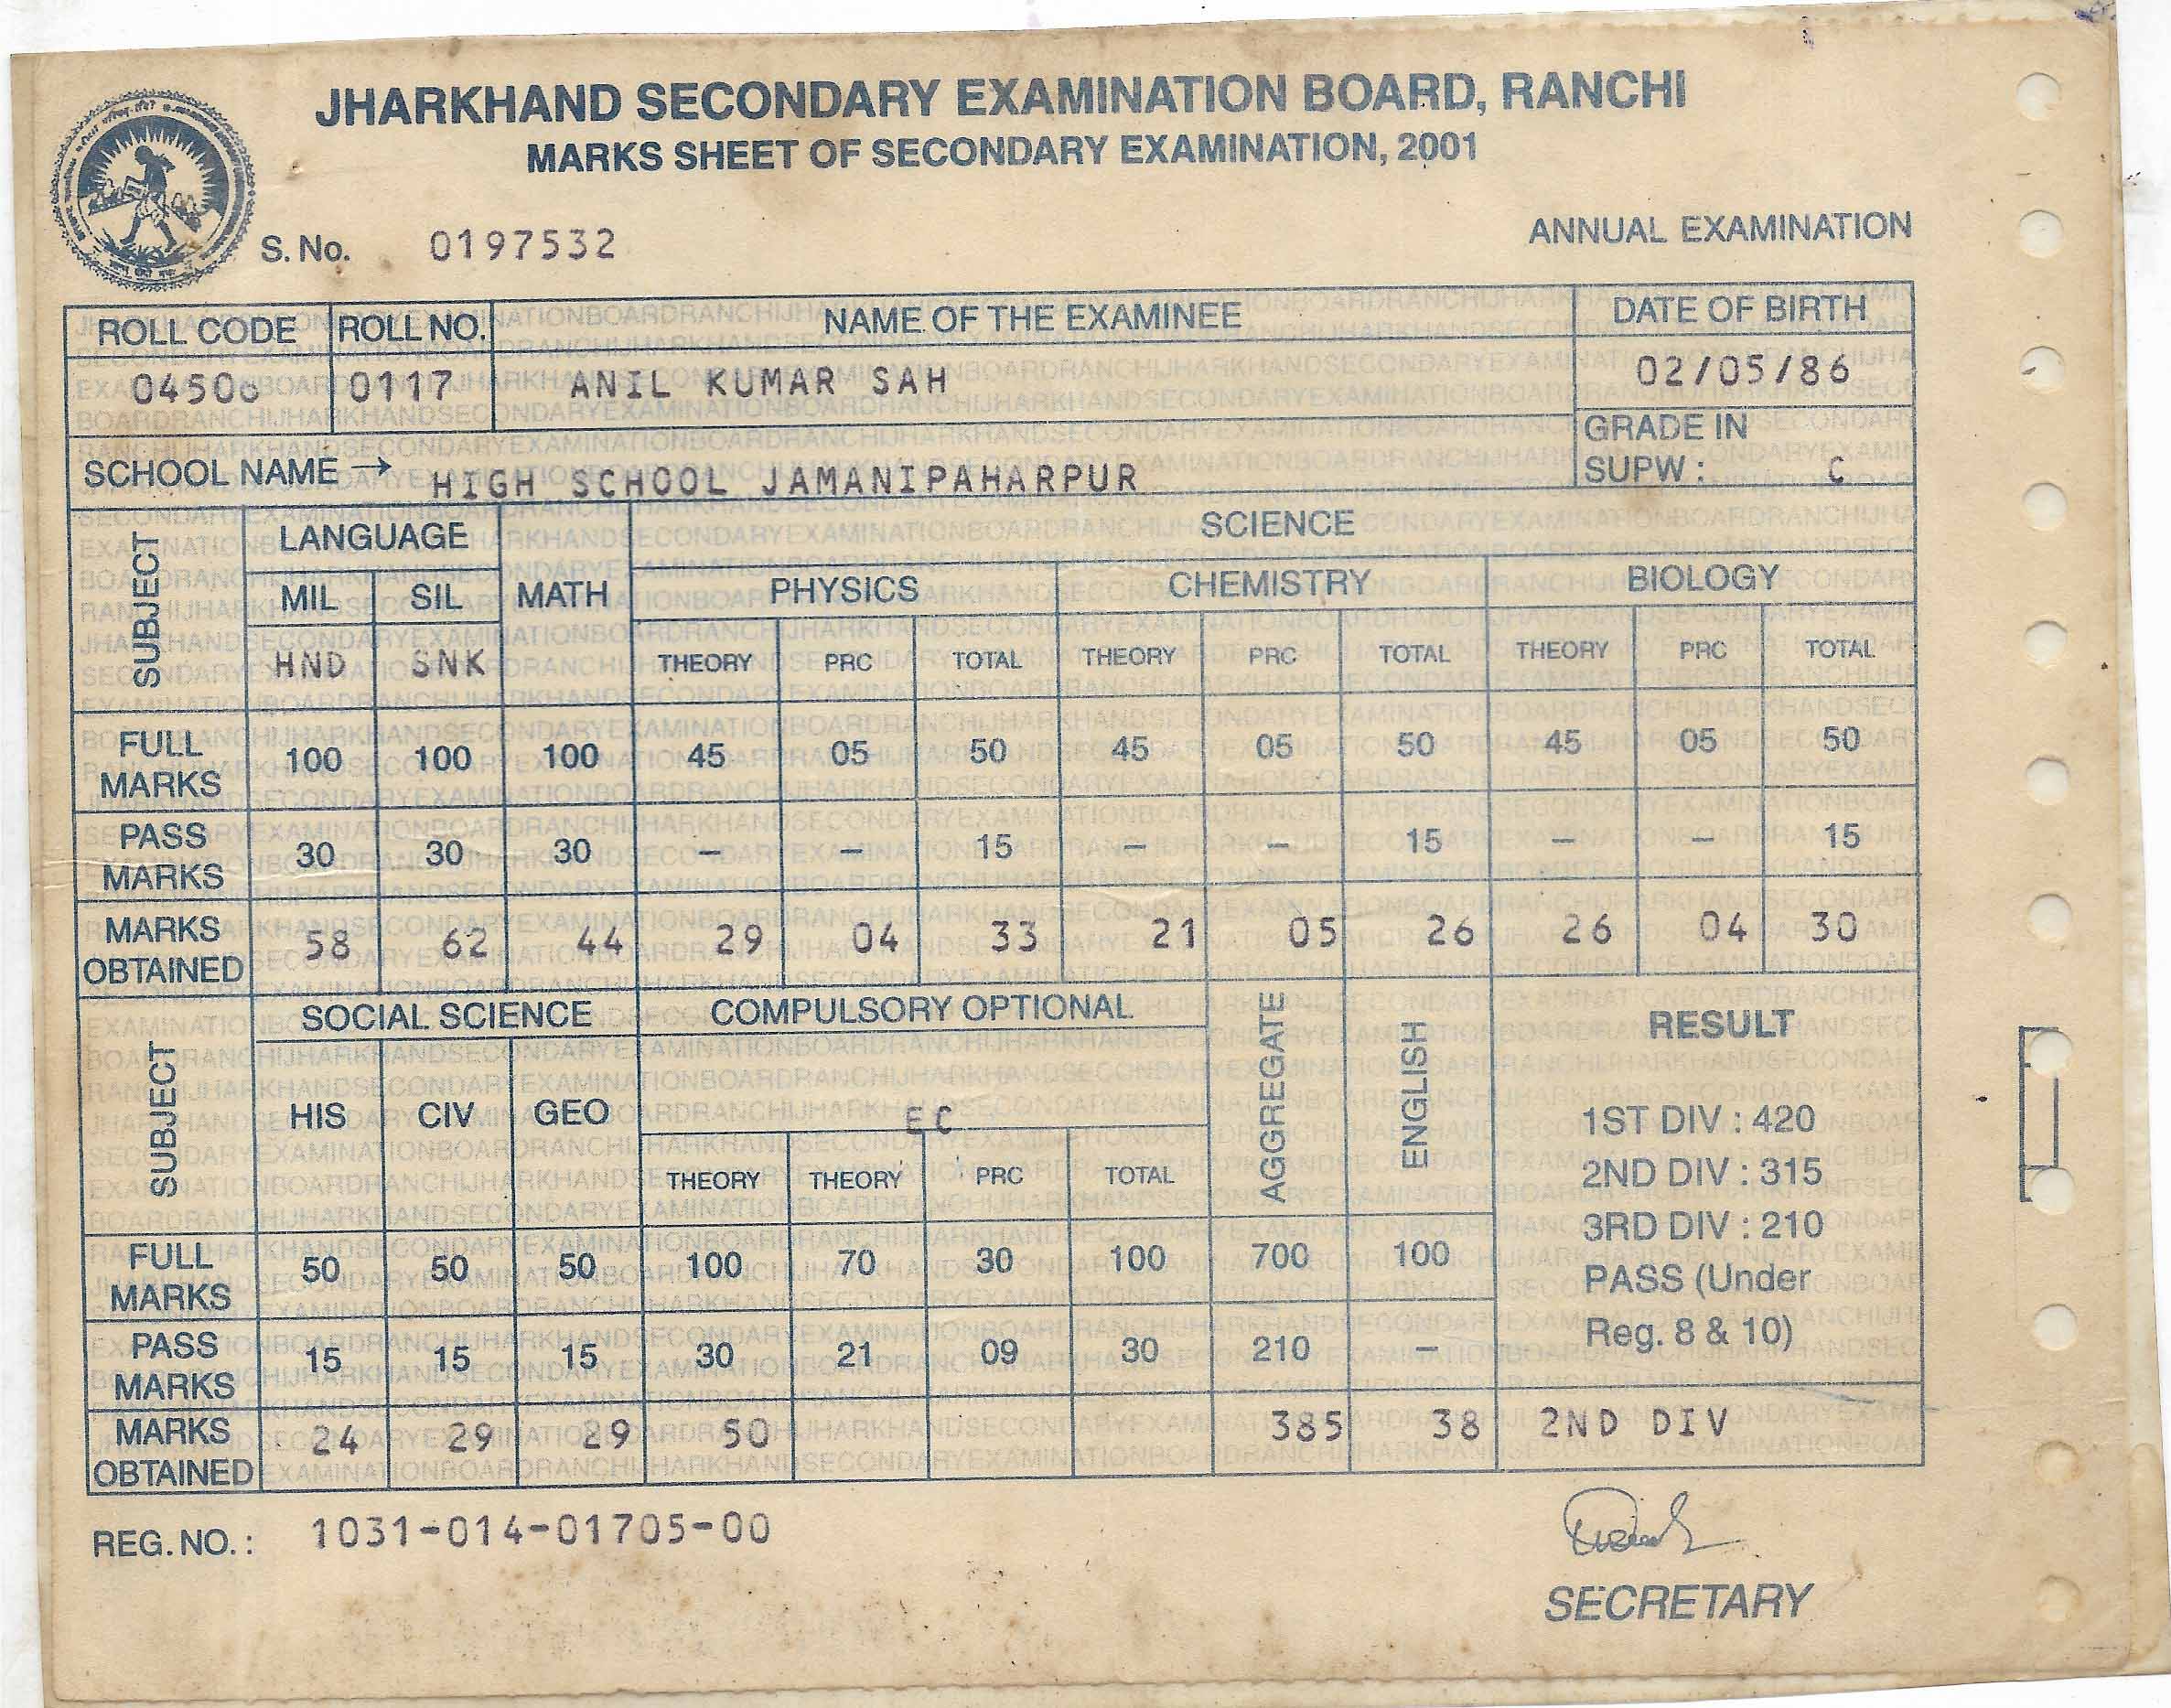 JHARKHAND SECONDARY EXAMINATION BOARD, RANCHI
MARKS SHEET OF SECONDARY EXAMINATION, 2001
ANNUAL EXAMINATION
S. No. 0197532
ROLL CODE ROLL NO. NAME OF THE EXAMINEE DATE OF BIRTH
0117 ANIL KUMAR SAH 02/05/86
SCHOOL NAME → HIGH SCHOOL JAMANIPAHARPUR GRADE IN SUPW : C
SUBJECT LANGUAGE MATH SCIENCE
MIL SIL PHYSICS CHEMISTRY BIOLOGY
HND SNK THEORY PRC TOTAL THEORY PRC TOTAL THEORY PRC TOTAL
FULL MARKS 100 100 100 45 05 50 45 05 50 45 05 50
PASS MARKS 30 30 30 – – 15 – – 15 – – 15
MARKS OBTAINED 58 62 44 29 04 33 21 05 26 26 04 30
SUBJECT SOCIAL SCIENCE COMPULSORY OPTIONAL AGGREGATE ENGLISH RESULT
HIS CIV GEO EC
THEORY THEORY PRC TOTAL
1ST DIV : 420
2ND DIV : 315
3RD DIV : 210
PASS (Under
Reg. 8 & 10)
FULL MARKS 50 50 50 100 70 30 100 700 100
PASS MARKS 15 15 15 30 21 09 30 210 –
MARKS OBTAINED 24 29 29 50 385 38 2ND DIV
REG. NO. : 1031-014-01705-00
SECRETARY